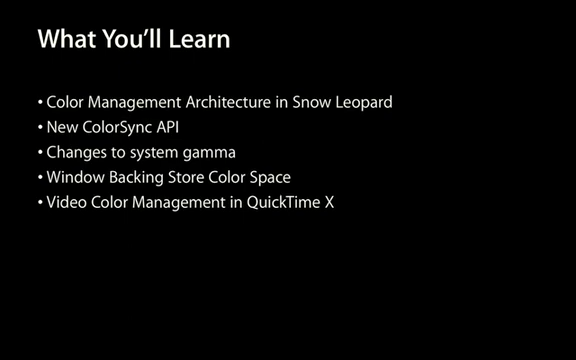 What You'll Learn
• Color Management Architecture in Snow Leopard
• New ColorSync API
• Changes to system gamma
• Window Backing Store Color Space
• Video Color Management in QuickTime X